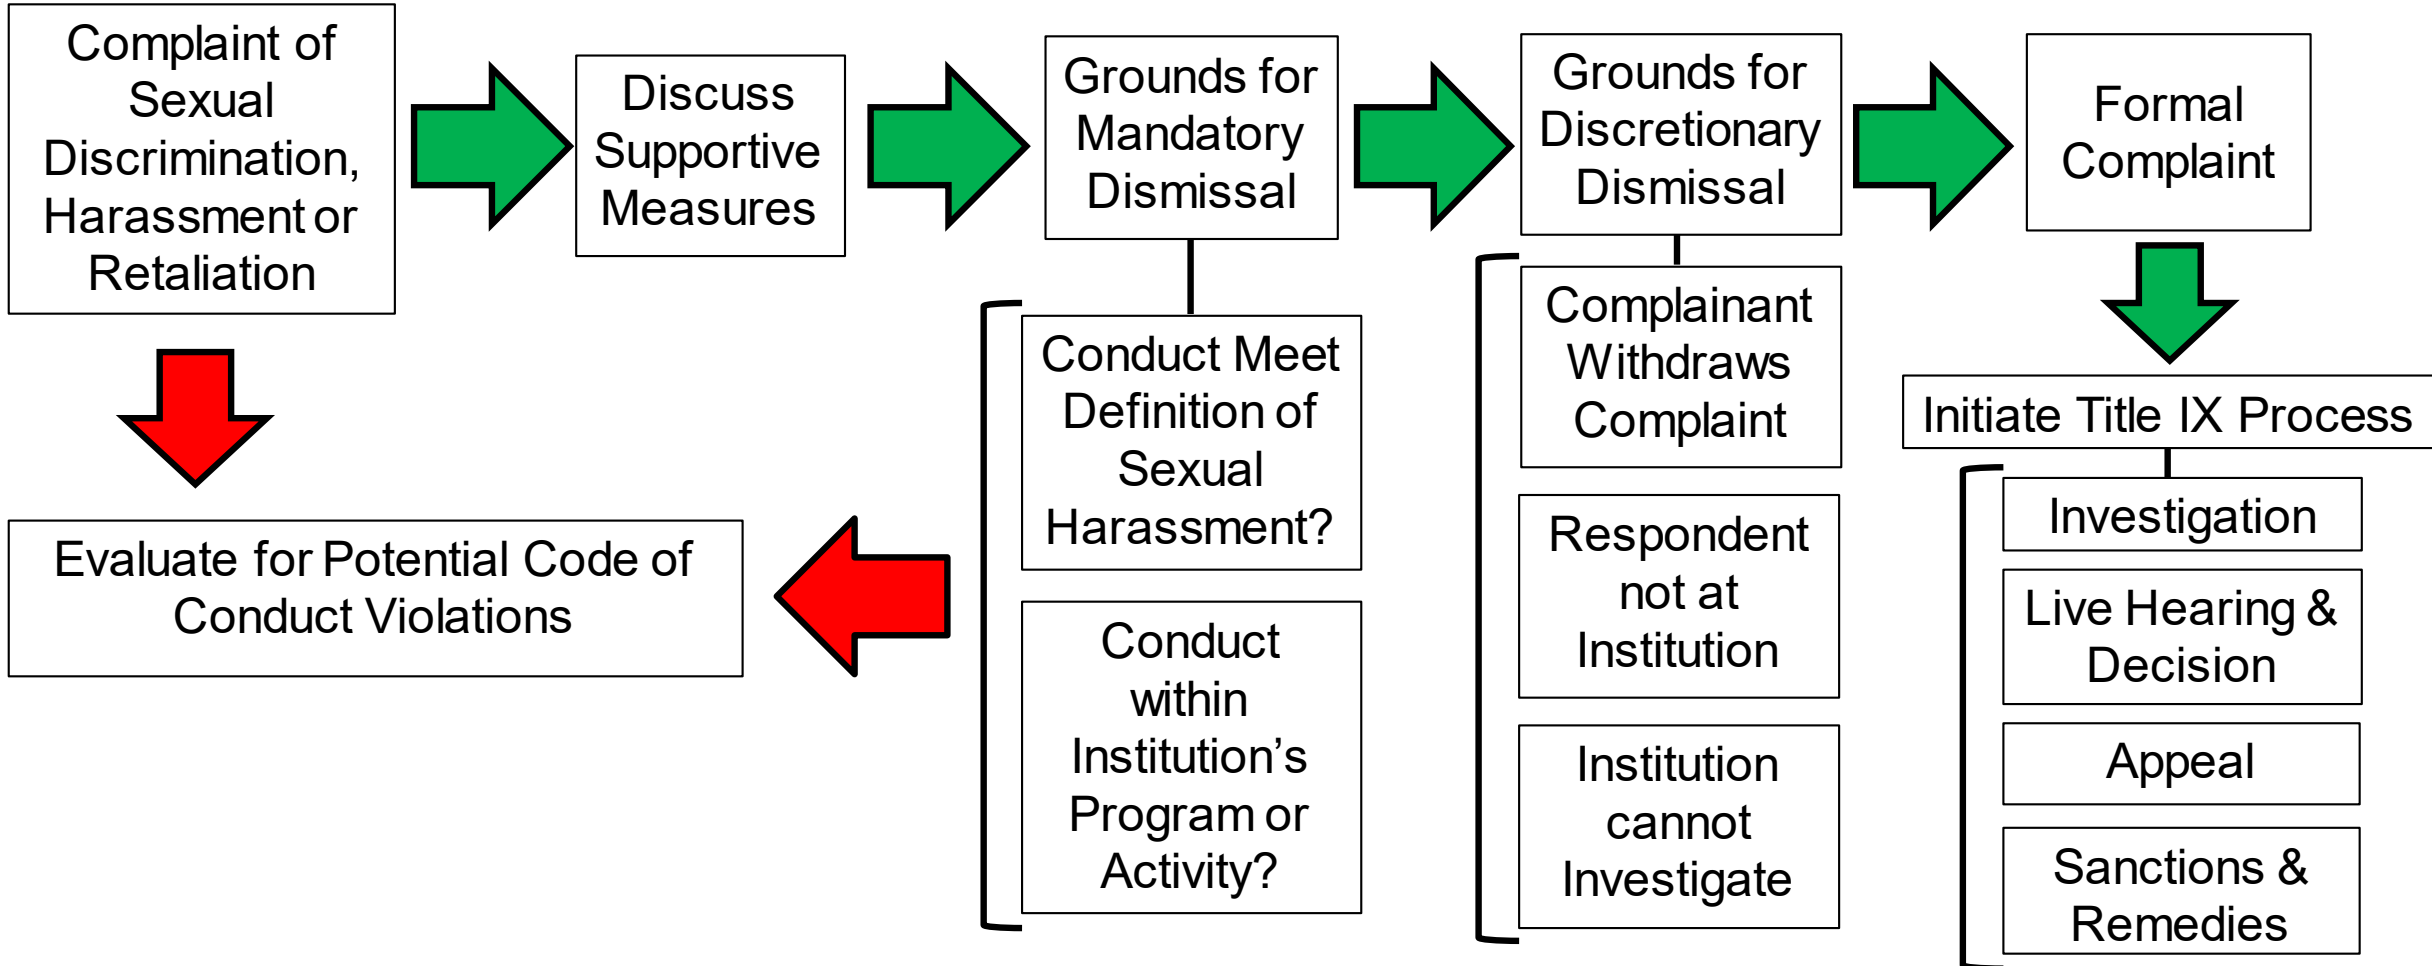 Complaint of
Sexual
Discrimination,
Harassment or
Retaliation
Discuss
Supportive
Measures
Grounds for
Mandatory
Dismissal
Grounds for
Discretionary
Dismissal
Formal
Complaint
Evaluate for Potential Code of
Conduct Violations
Conduct Meet
Definition of
Sexual
Harassment?
Conduct
within
Institution’s
Program or
Activity?
Complainant
Withdraws
Complaint
Respondent
not at
Institution
Institution
cannot
Investigate
Initiate Title IX Process
Investigation
Live Hearing &
Decision
Appeal
Sanctions &
Remedies